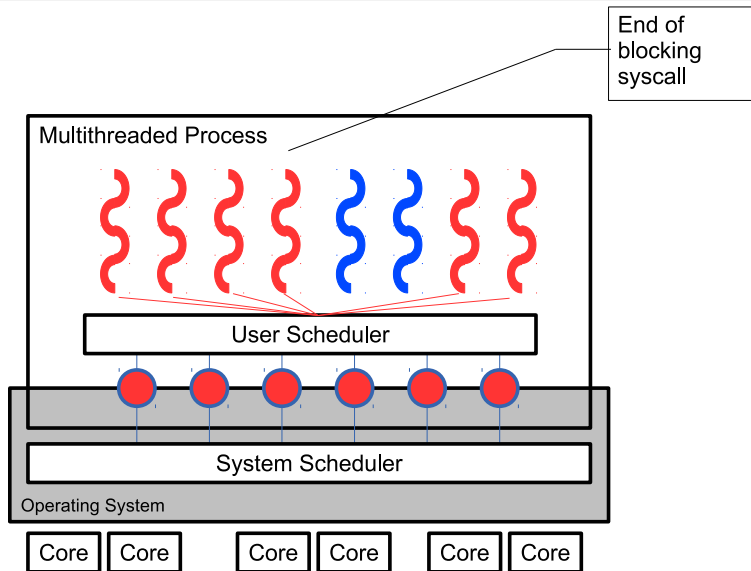 End of
blocking
syscall
Multithreaded Process
User Scheduler
System Scheduler
Operating System
Core Core Core Core Core Core